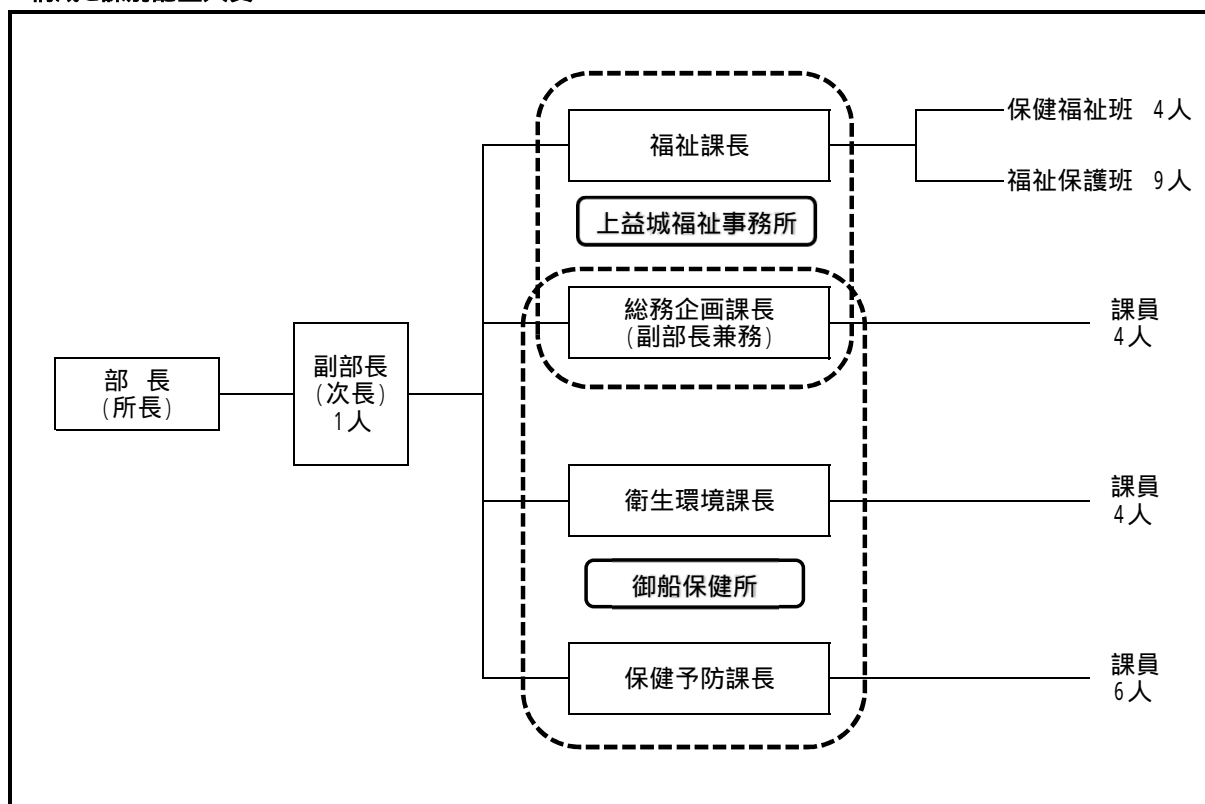 福祉課長
保健福祉班 4人
福祉保護班 9人
上益城福祉事務所
総務企画課長
(副部長兼務)
課員
4人
部 長
(所長)
副部長
(次長)
1人
衛生環境課長
課員
4人
御船保健所
保健予防課長
課員
6人